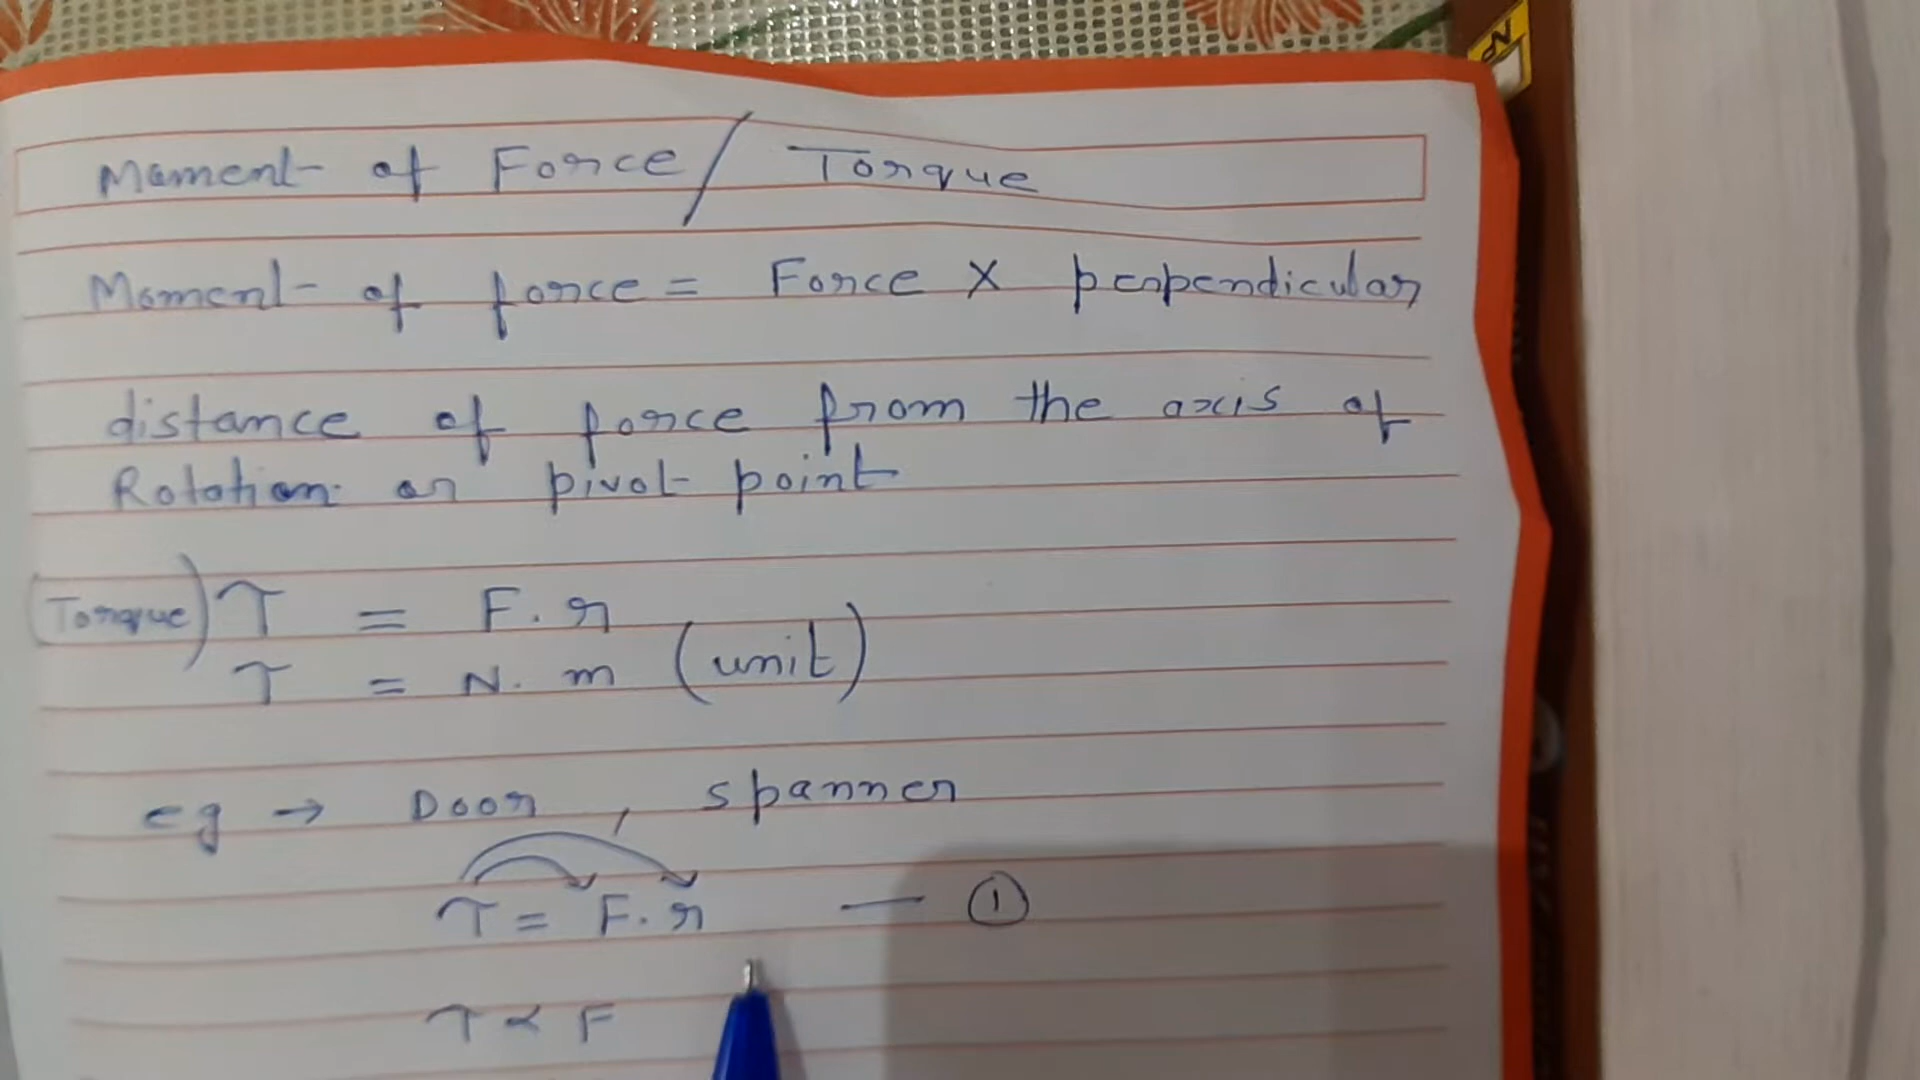 Moment of Force / Torque
Moment of force = Force X perpendicular
distance of force from the axis of
Rotation or pivot point
(Torque) τ = F. r
τ = N. m (unit)
eg → Door, spanner
τ = F. r — ①
τ ∝ F